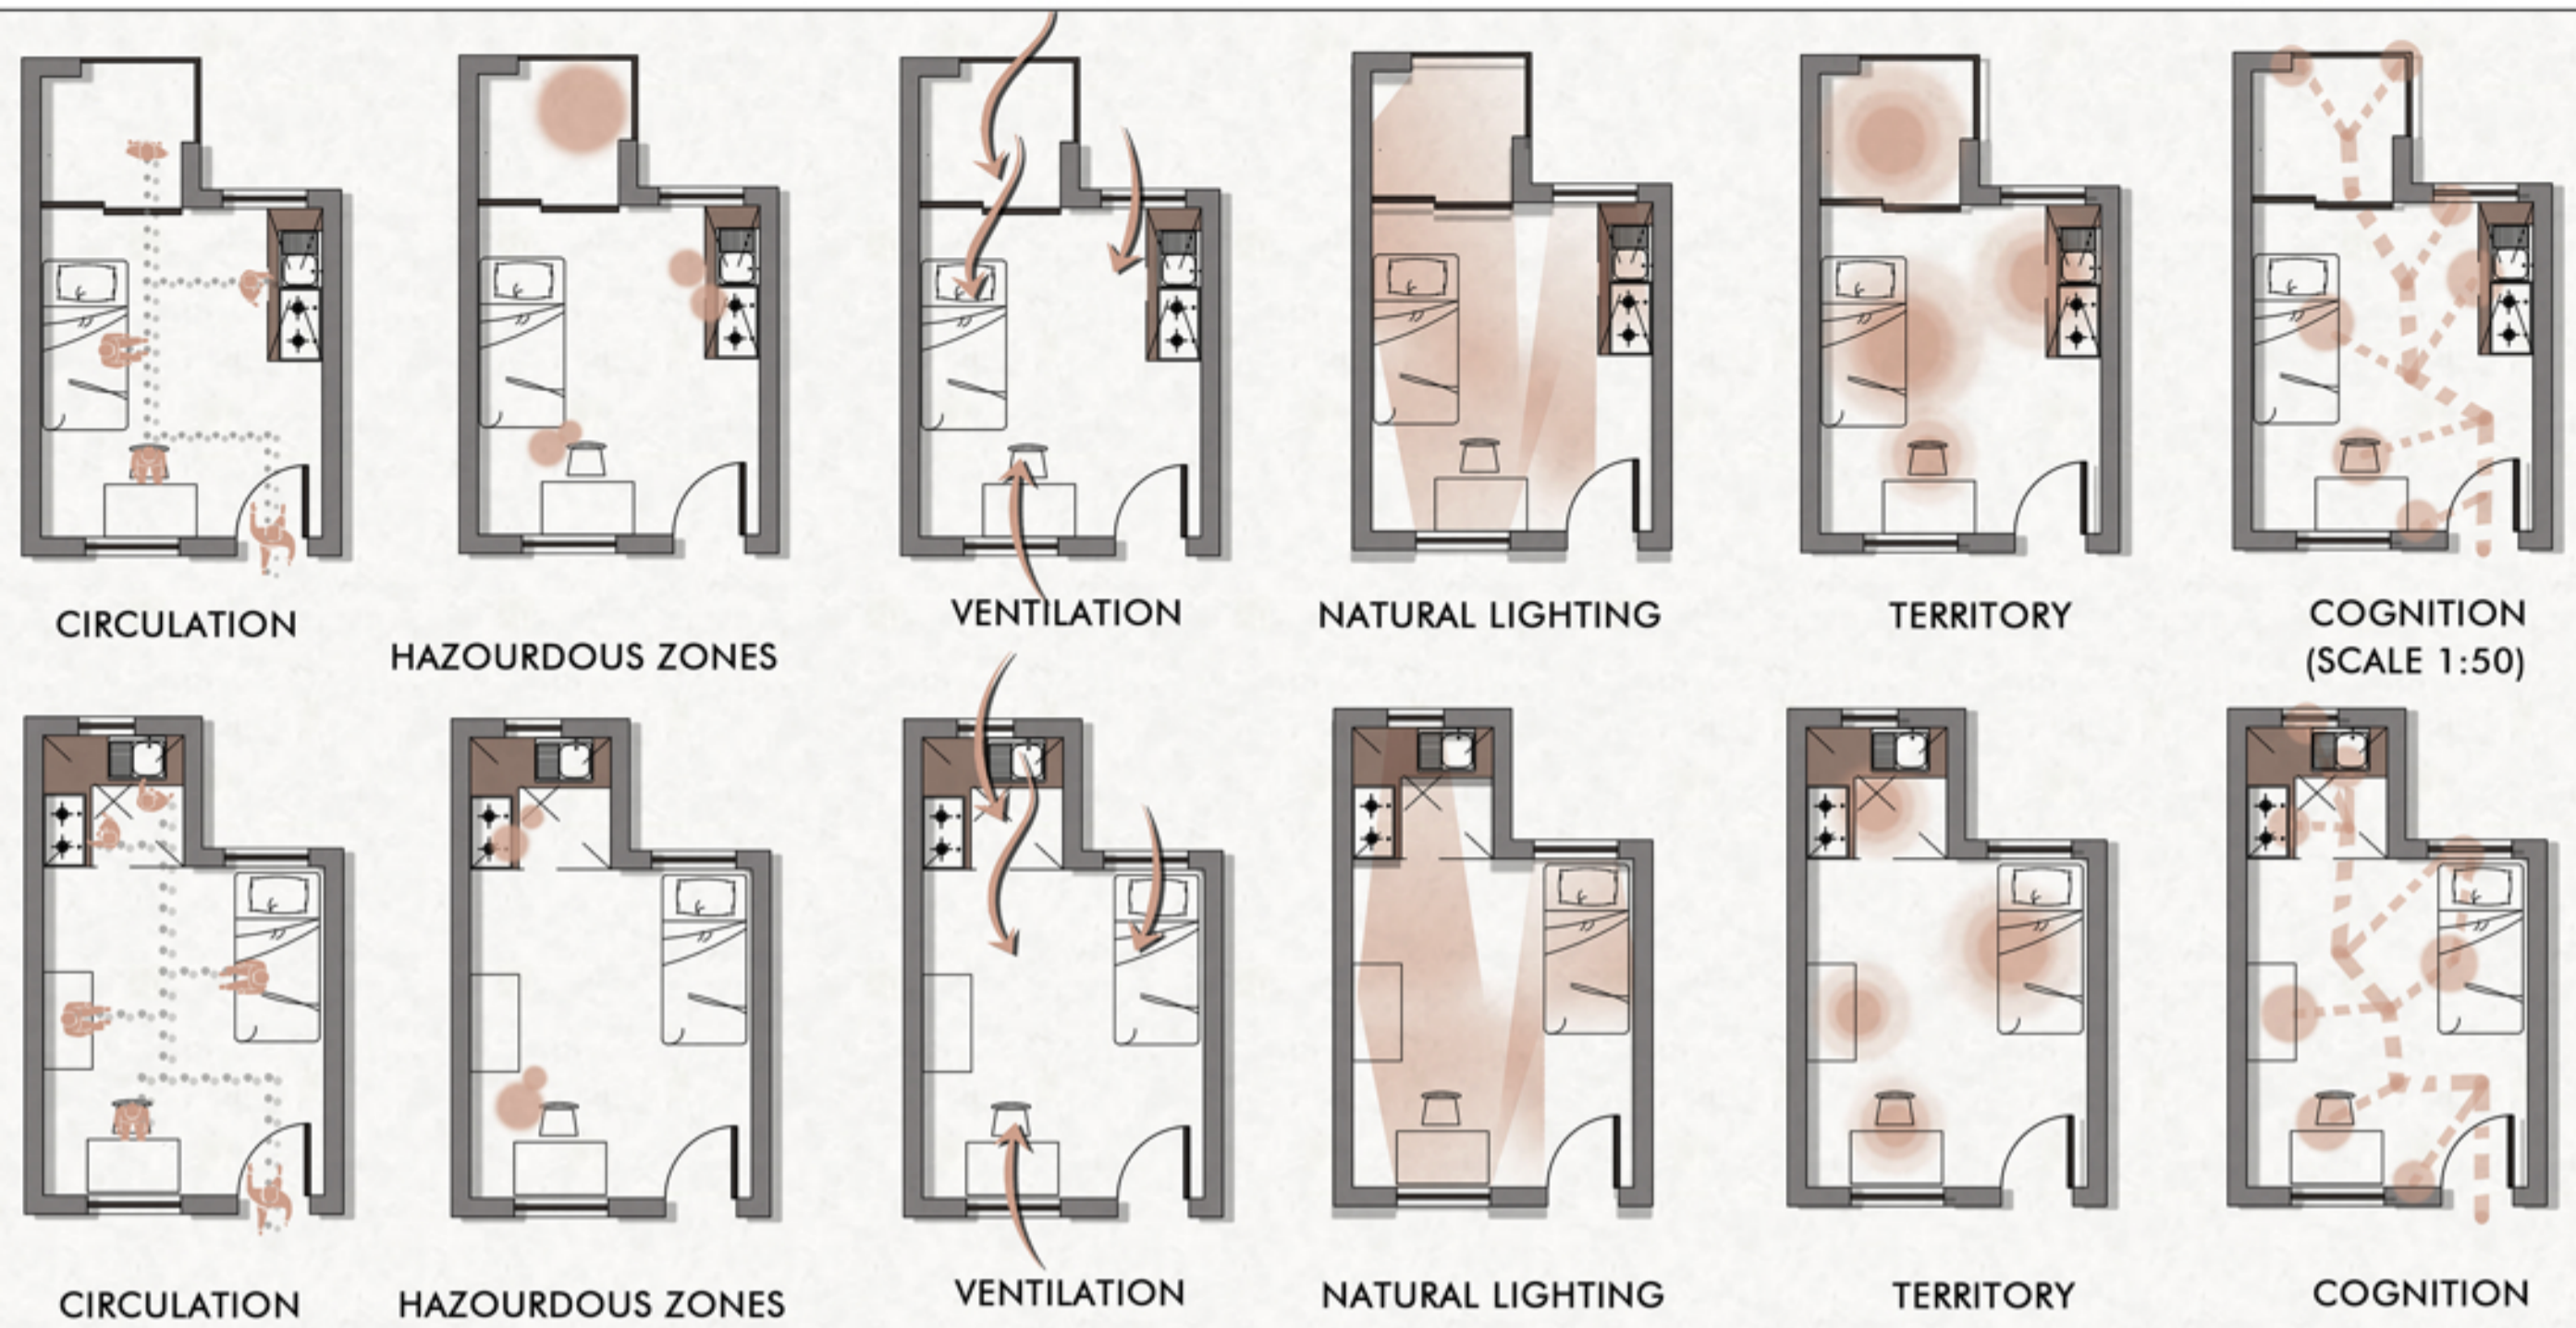 CIRCULATION
HAZOURDOUS ZONES
VENTILATION
NATURAL LIGHTING
TERRITORY
COGNITION
(SCALE 1:50)
CIRCULATION
HAZOURDOUS ZONES
VENTILATION
NATURAL LIGHTING
TERRITORY
COGNITION